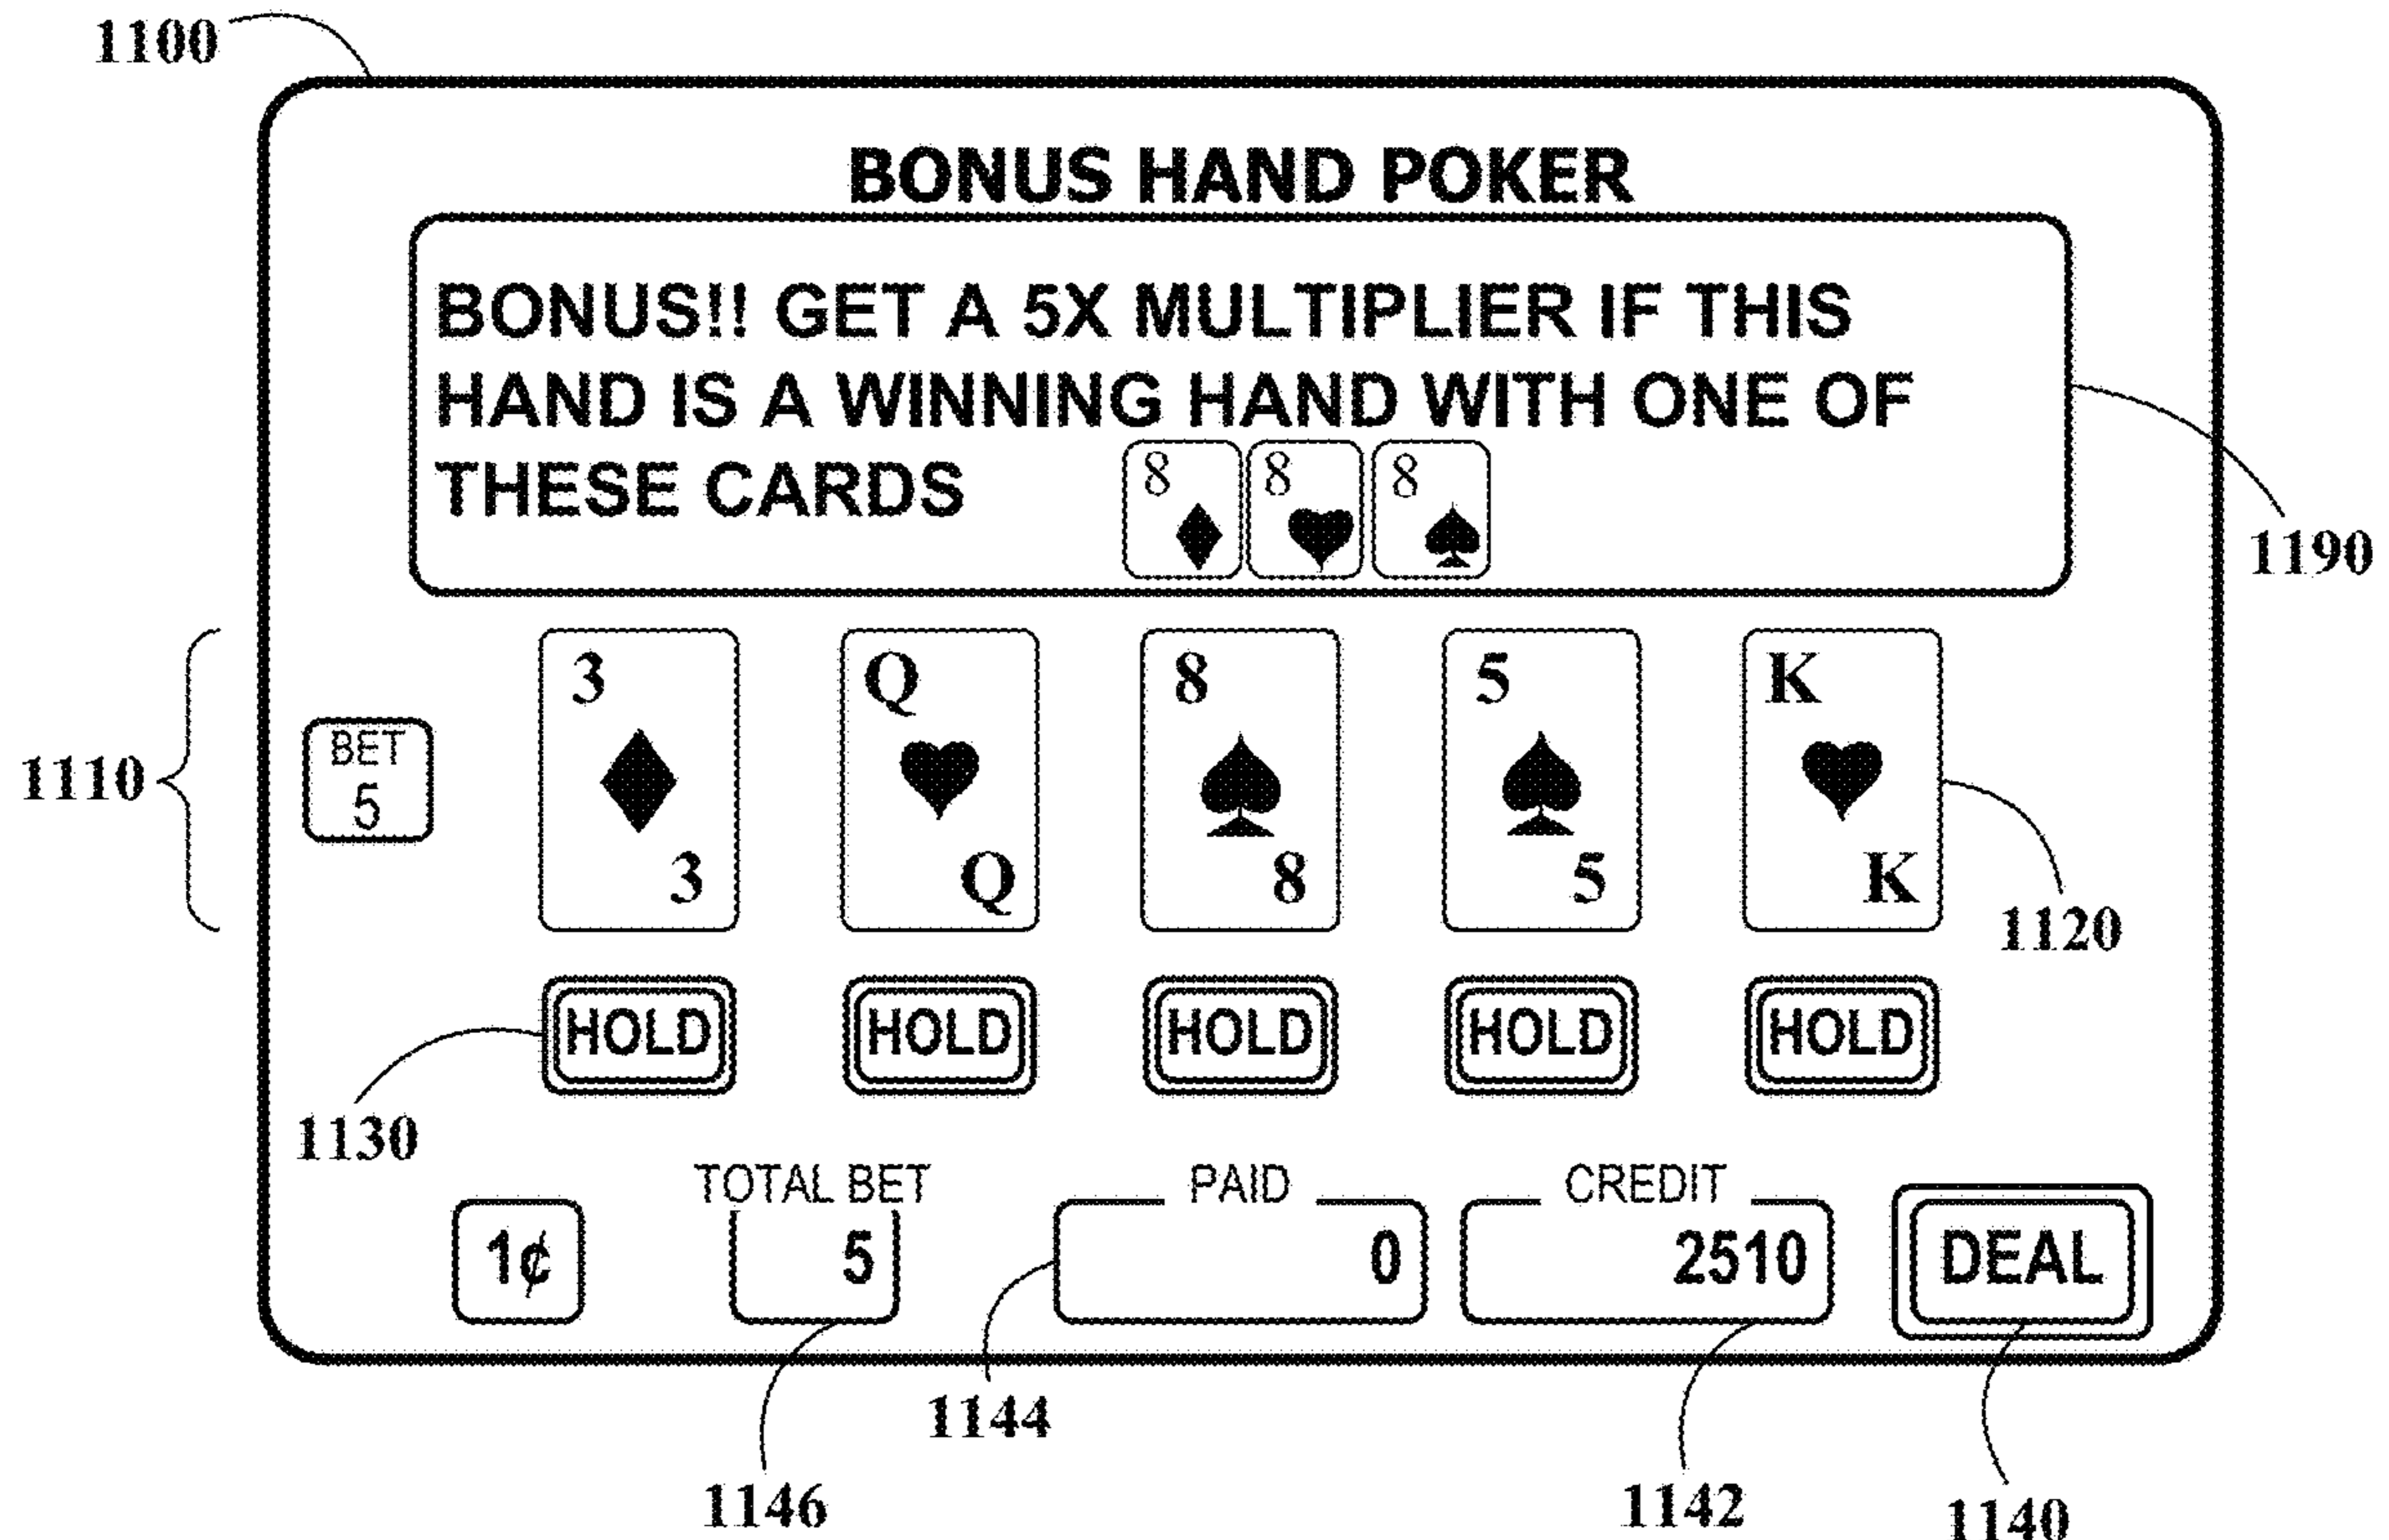 1100
BONUS HAND POKER
BONUS!! GET A 5X MULTIPLIER IF THIS
HAND IS A WINNING HAND WITH ONE OF
THESE CARDS 8 8 8
1190
3 Q 8 5 K
BET
5
1110
3 Q 8 5 K
1120
HOLD HOLD HOLD HOLD HOLD
1130
TOTAL BET PAID CREDIT
1¢ 5 0 2510 DEAL
1144
1146 1142 1140